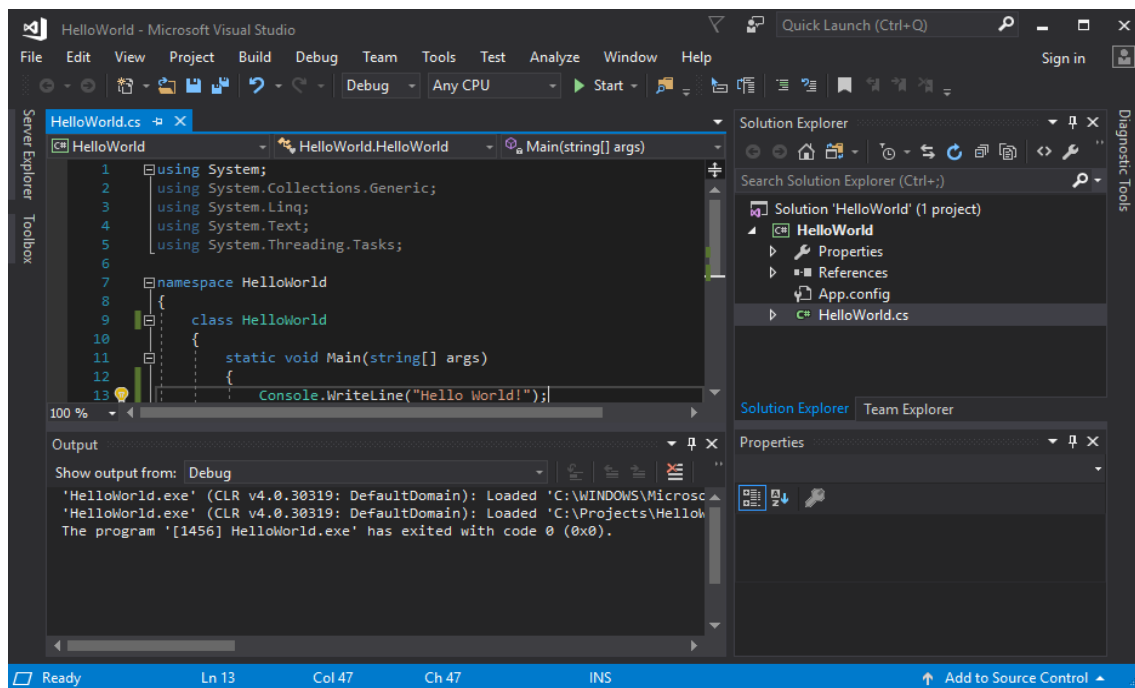 HelloWorld - Microsoft Visual Studio
Quick Launch (Ctrl+Q)
File Edit View Project Build Debug Team Tools Test Analyze Window Help
Sign in
Debug Any CPU Start
Server Explorer
Toolbox
HelloWorld.cs
C# HelloWorld HelloWorld.HelloWorld Main(string[] args)
1 using System;
2 using System.Collections.Generic;
3 using System.Linq;
4 using System.Text;
5 using System.Threading.Tasks;
6
7 namespace HelloWorld
8 {
9 class HelloWorld
10 {
11 static void Main(string[] args)
12 {
13 Console.WriteLine("Hello World!");
100 %
Output
Show output from: Debug
'HelloWorld.exe' (CLR v4.0.30319: DefaultDomain): Loaded 'C:\WINDOWS\Microsc
'HelloWorld.exe' (CLR v4.0.30319: DefaultDomain): Loaded 'C:\Projects\Hellow
The program '[1456] HelloWorld.exe' has exited with code 0 (0x0).
Solution Explorer
Search Solution Explorer (Ctrl+;)
Solution 'HelloWorld' (1 project)
C# HelloWorld
Properties
References
App.config
C# HelloWorld.cs
Solution Explorer Team Explorer
Properties
Diagnostic Tools
Ready Ln 13 Col 47 Ch 47 INS Add to Source Control